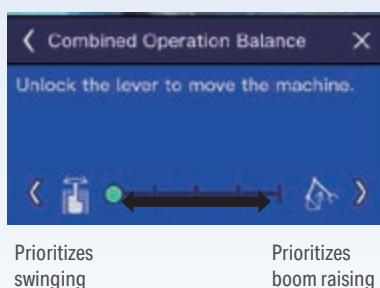 Combined Operation Balance
Unlock the lever to move the machine.
Prioritizes
swinging
Prioritizes
boom raising